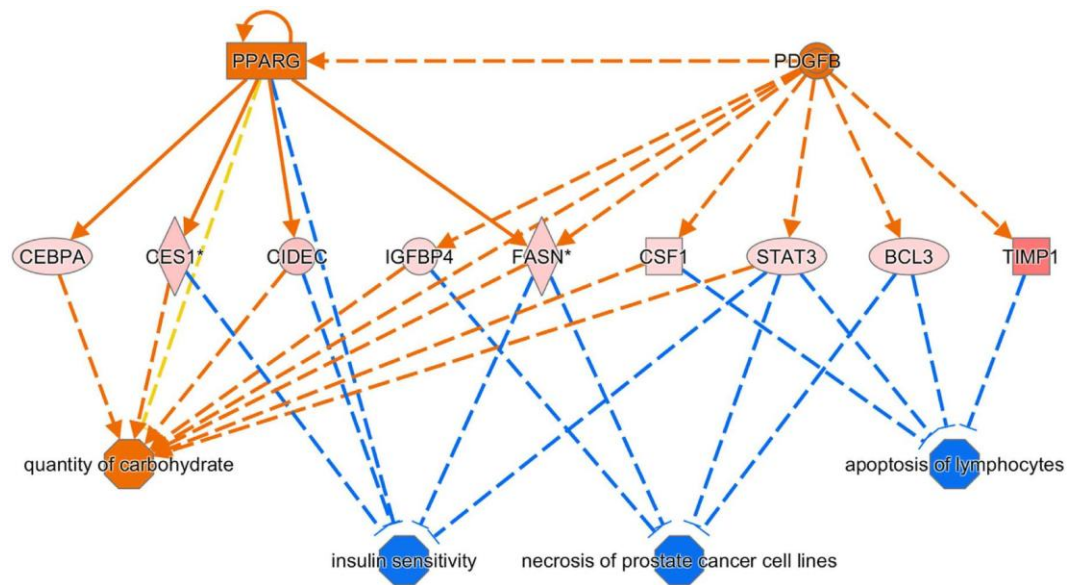 PPARG
PDGFB
CEBPA
CES1*
CIDEC
IGFBP4
FASN*
CSF1
STAT3
BCL3
TIMP1
quantity of carbohydrate
apoptosis of lymphocytes
insulin sensitivity
necrosis of prostate cancer cell lines